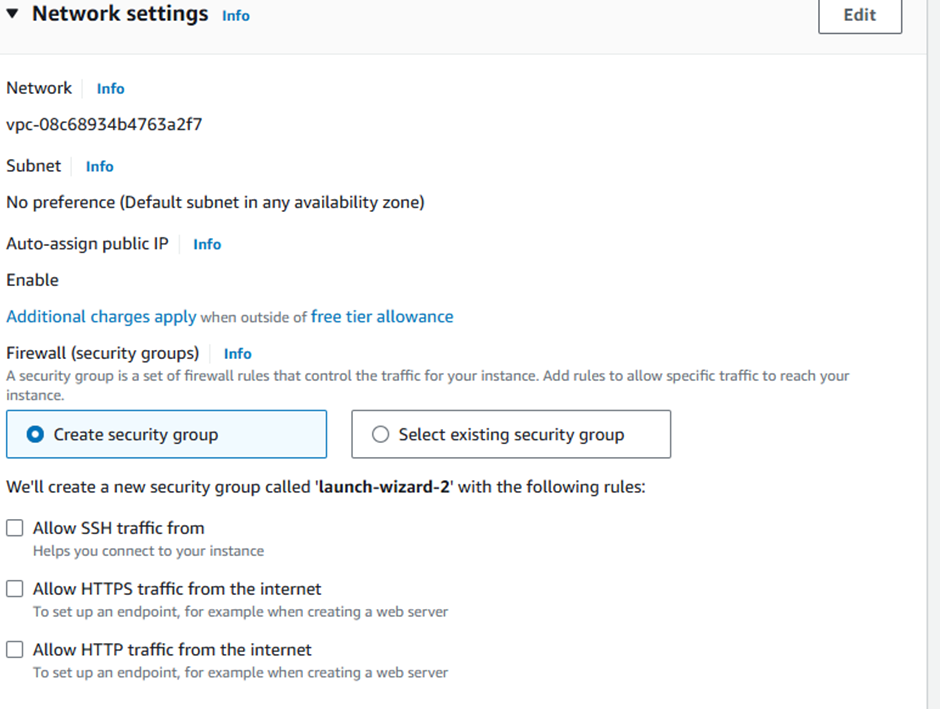 Network settings Info Edit
Network Info
vpc-08c68934b4763a2f7
Subnet Info
No preference (Default subnet in any availability zone)
Auto-assign public IP Info
Enable
Additional charges apply when outside of free tier allowance
Firewall (security groups) Info
A security group is a set of firewall rules that control the traffic for your instance. Add rules to allow specific traffic to reach your
instance.
Create security group Select existing security group
We'll create a new security group called 'launch-wizard-2' with the following rules:
Allow SSH traffic from
Helps you connect to your instance
Allow HTTPS traffic from the internet
To set up an endpoint, for example when creating a web server
Allow HTTP traffic from the internet
To set up an endpoint, for example when creating a web server